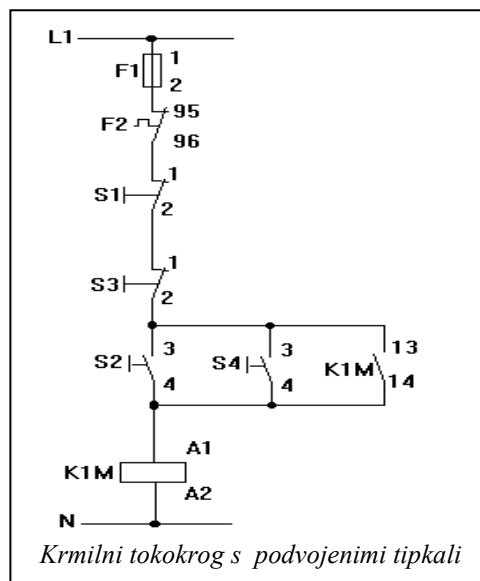 L1
F1 1
2
F2 95
96
S1 1
2
S3 1
2
S2 3
4
S4 3
4
K1M 13
14
K1M A1
A2
N
Krmilni tokokrog s podvojenimi tipkali